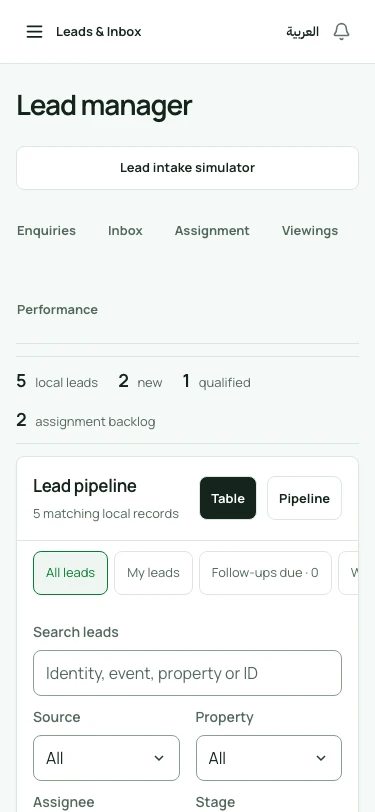 Leads & Inbox
العربية
Lead manager
Lead intake simulator
Enquiries Inbox Assignment Viewings
Performance
5 local leads 2 new 1 qualified
2 assignment backlog
Lead pipeline
5 matching local records
Table Pipeline
All leads My leads Follow-ups due · 0
Search leads
Identity, event, property or ID
Source Property
All All
Assignee Stage